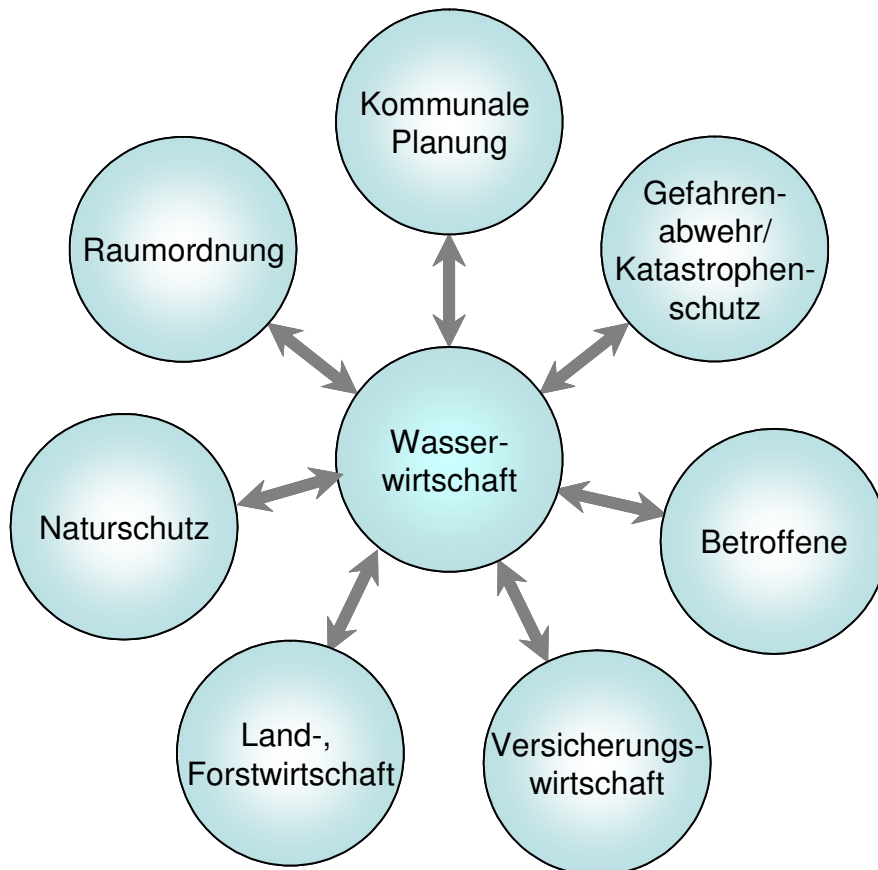 Kommunale
Planung
Gefahren-
abwehr/
Katastrophen-
schutz
Raumordnung
Wasser-
wirtschaft
Naturschutz
Betroffene
Land-,
Forstwirtschaft
Versicherungs-
wirtschaft